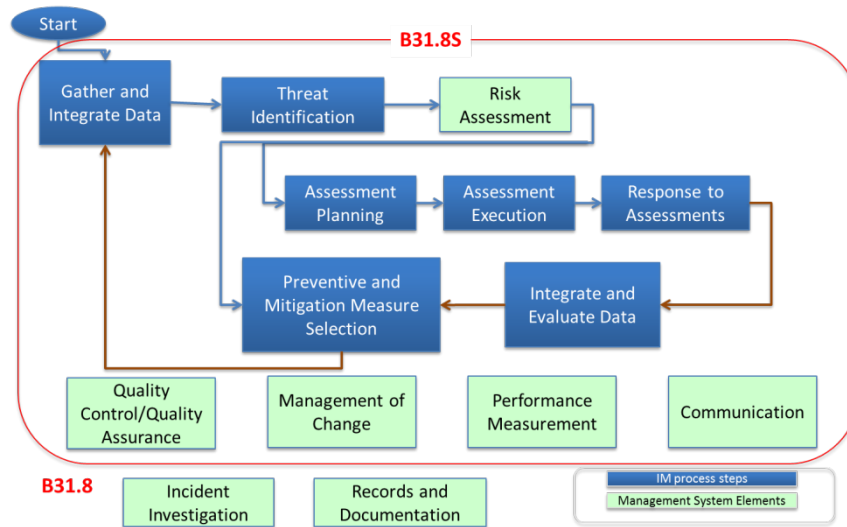 Start
B31.8S
Gather and
Integrate Data
Threat
Identification
Risk
Assessment
Assessment
Planning
Assessment
Execution
Response to
Assessments
Preventive and
Mitigation Measure
Selection
Integrate and
Evaluate Data
Quality
Control/Quality
Assurance
Management of
Change
Performance
Measurement
Communication
B31.8
Incident
Investigation
Records and
Documentation
IM process steps
Management System Elements